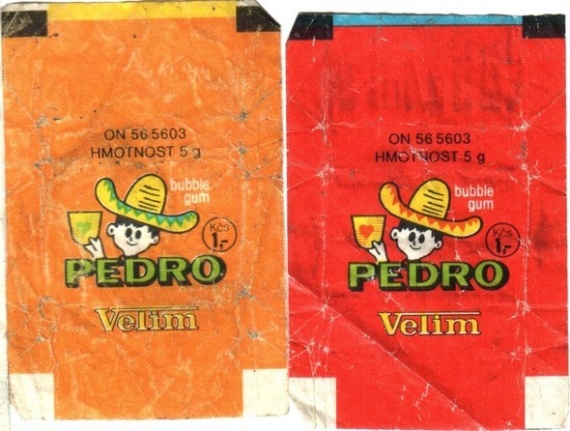 ON 56 5603
HMOTNOST 5 g
bubble
gum
Kčs
1,-
PEDRO
Velim
ON 56 5603
HMOTNOST 5 g
bubble
gum
Kčs
1,-
PEDRO
Velim